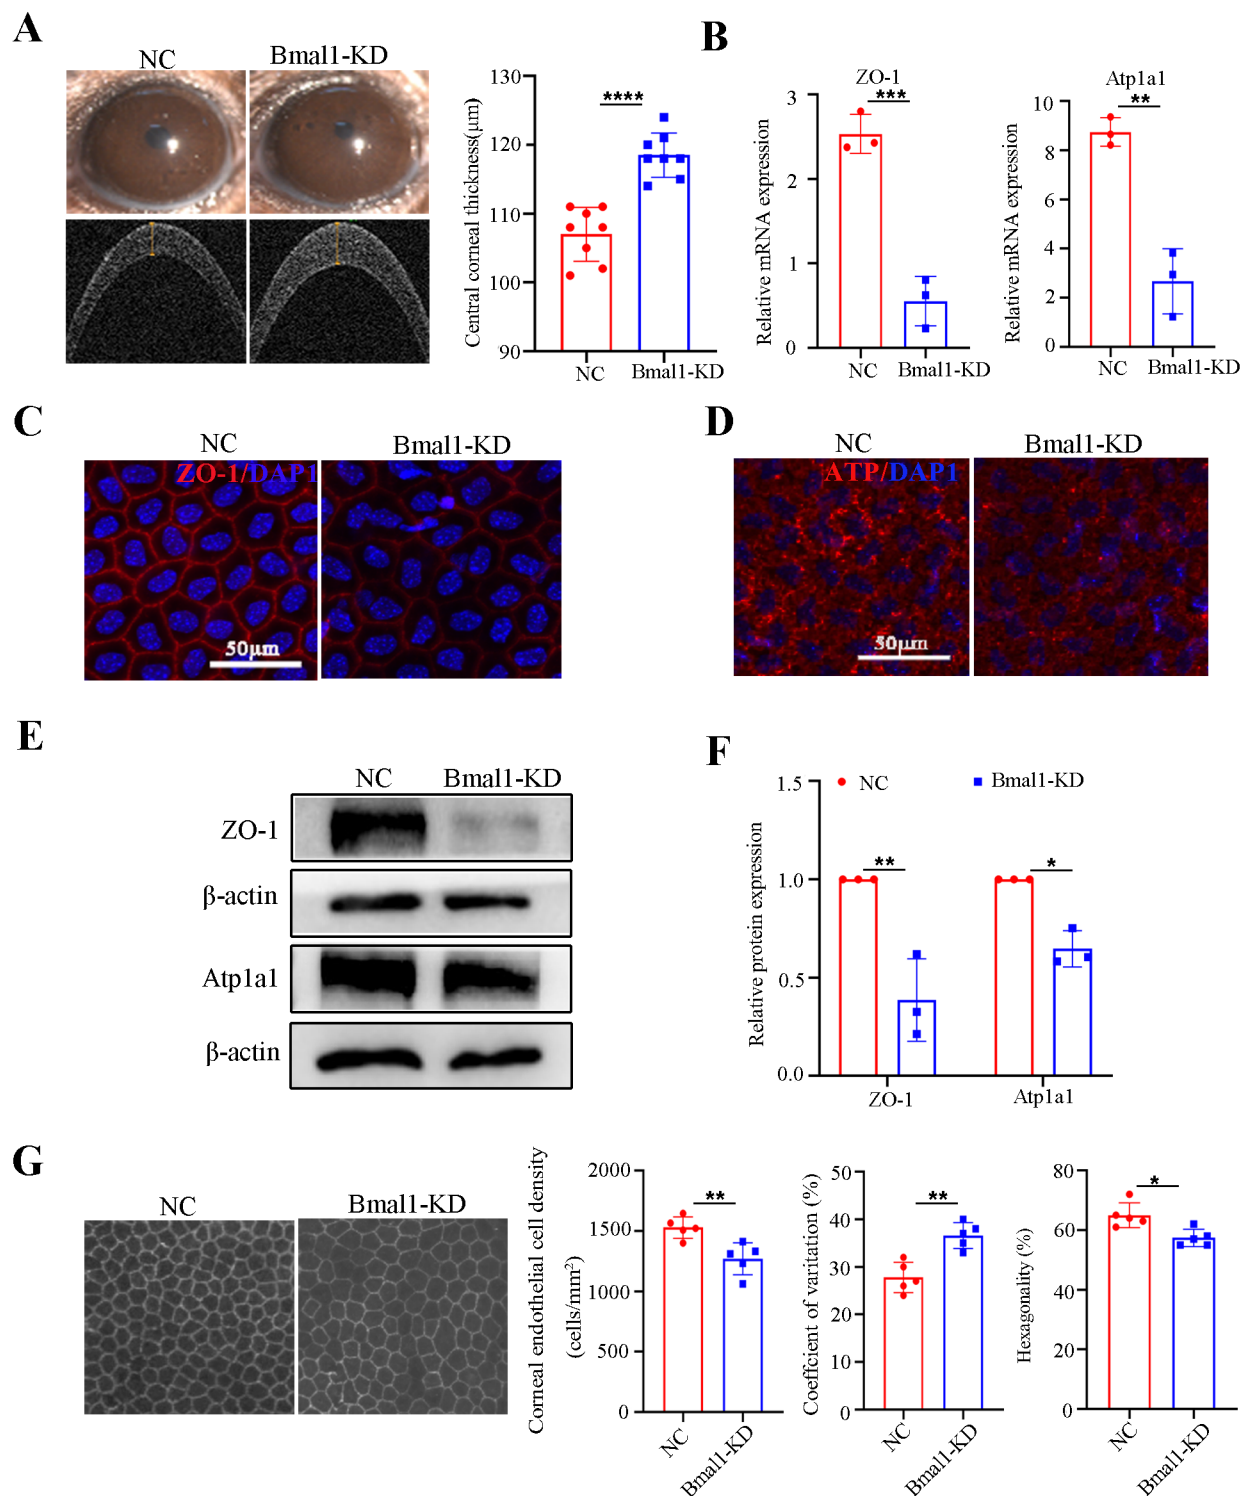 A
NC
Bmal1-KD
Central corneal thickness(μm)
130
120
110
100
90
****
NC
Bmal1-KD
B
ZO-1
Relative mRNA expression
3
2
1
0
***
NC
Bmal1-KD
Atp1a1
Relative mRNA expression
10
8
6
4
2
0
**
NC
Bmal1-KD
C
NC
Bmal1-KD
ZO-1/DAP1
50μm
D
NC
Bmal1-KD
ATP/DAP1
50μm
E
NC
Bmal1-KD
ZO-1
β-actin
Atp1a1
β-actin
F
NC
Bmal1-KD
Relative protein expression
1.5
1.0
0.5
0.0
**
*
ZO-1
Atp1a1
G
NC
Bmal1-KD
Corneal endothelial cell density
(cells/mm²)
2000
1500
1000
500
0
**
NC
Bmal1-KD
Coeffcient of varitation (%)
50
40
30
20
10
0
**
NC
Bmal1-KD
Hexagonality (%)
80
60
40
20
0
*
NC
Bmal1-KD